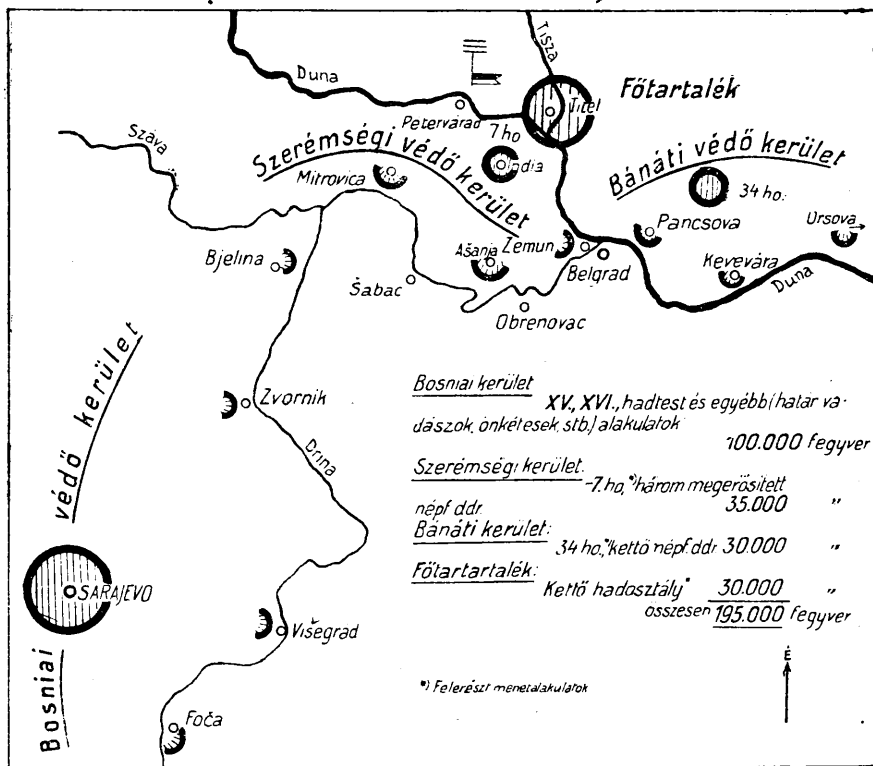 Tisza
Duna
Főtartalék
Titel
Pétervárad
7 ho
Száva
Szerémségi védő kerület
India
Bánáti védő kerület
34 ho.
Mitrovica
Ursova
Pancsova
Bjelina
Ašanja
Zemun
Belgrad
Kevevára
Šabac
Duna
Obrenovac
Zvornik
Drina
Bosniai kerület
XV., XVI., hadtest és egyébb (határ va-
dászok, önkétesek, stb.) alakulatok
100.000 fegyver
Szerémségi kerület.
-7. ho, *) három megerősített
népf ddr.
35.000 "
Bánáti kerület:
34 ho., *) kettő népf. ddr. 30.000 "
Főtartartalék:
Kettő hadosztály * 30.000 "
összesen 195.000 fegyver
*) Felerészt menetalakulatok
É
Bosniai védő kerület
SARAJEVO
Višegrad
Foča